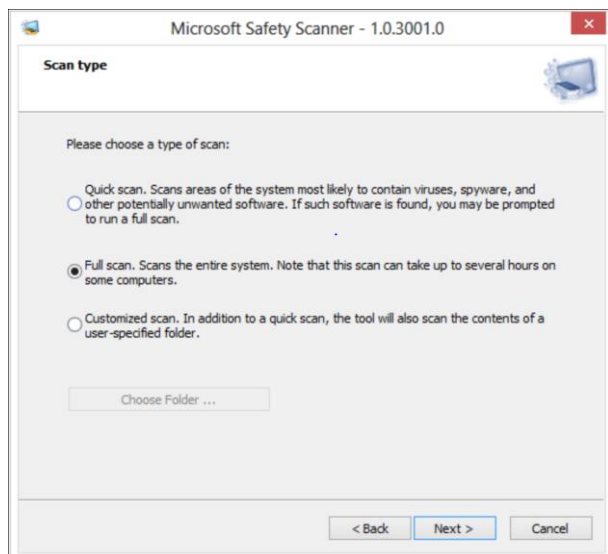 Microsoft Safety Scanner - 1.0.3001.0
Scan type
Please choose a type of scan:
Quick scan. Scans areas of the system most likely to contain viruses, spyware, and
other potentially unwanted software. If such software is found, you may be prompted
to run a full scan.
Full scan. Scans the entire system. Note that this scan can take up to several hours on
some computers.
Customized scan. In addition to a quick scan, the tool will also scan the contents of a
user-specified folder.
Choose Folder ...
< Back Next > Cancel